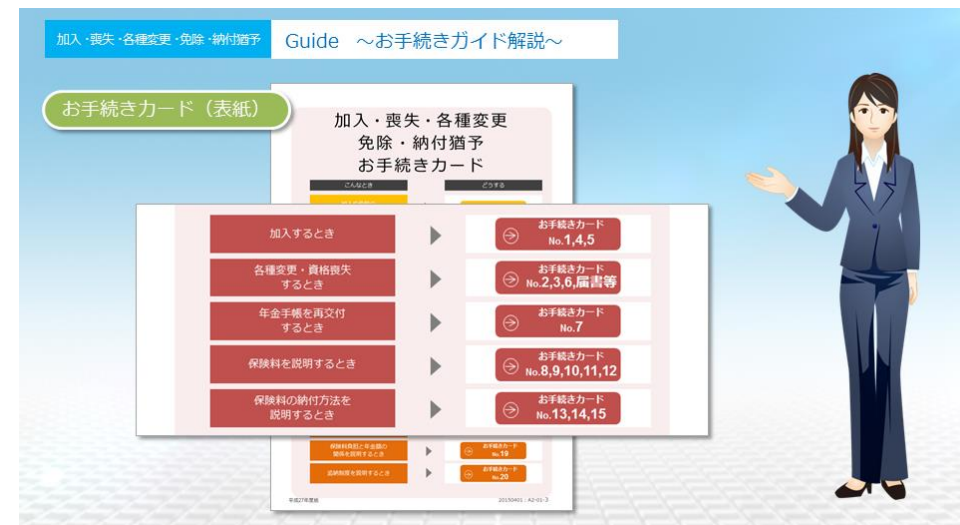 加入・喪失・各種変更・免除・納付猶予
Guide ～お手続きガイド解説～
お手続きカード（表紙）
加入・喪失・各種変更
免除・納付猶予
お手続きカード
こんなとき
どうする
加入するとき
お手続きカード
No.1,4,5
各種変更・資格喪失
するとき
お手続きカード
No.2,3,6,届書等
年金手帳を再交付
するとき
お手続きカード
No.7
保険料を説明するとき
お手続きカード
No.8,9,10,11,12
保険料の納付方法を
説明するとき
お手続きカード
No.13,14,15
保険料負担と年金額の
関係を説明するとき
お手続きカード
No.19
追納制度を説明するとき
お手続きカード
No.20
平成27年度版
20150401：A2-01-3